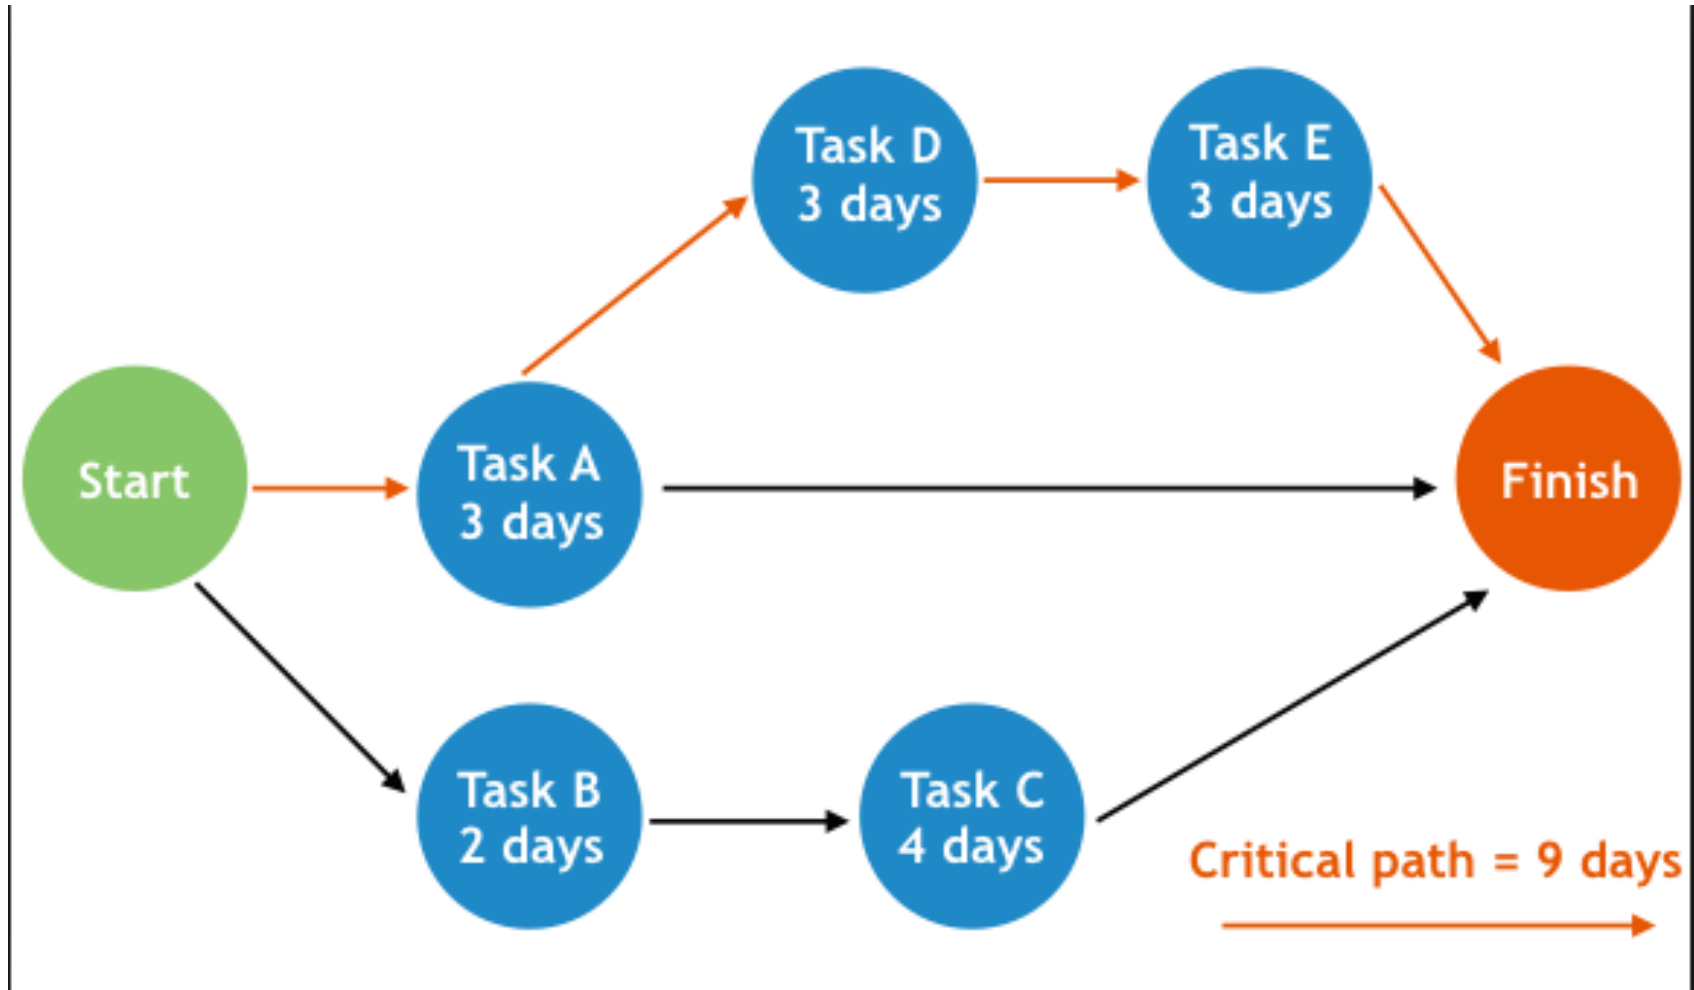 Task D
3 days
Task E
3 days
Start
Task A
3 days
Finish
Task B
2 days
Task C
4 days
Critical path = 9 days